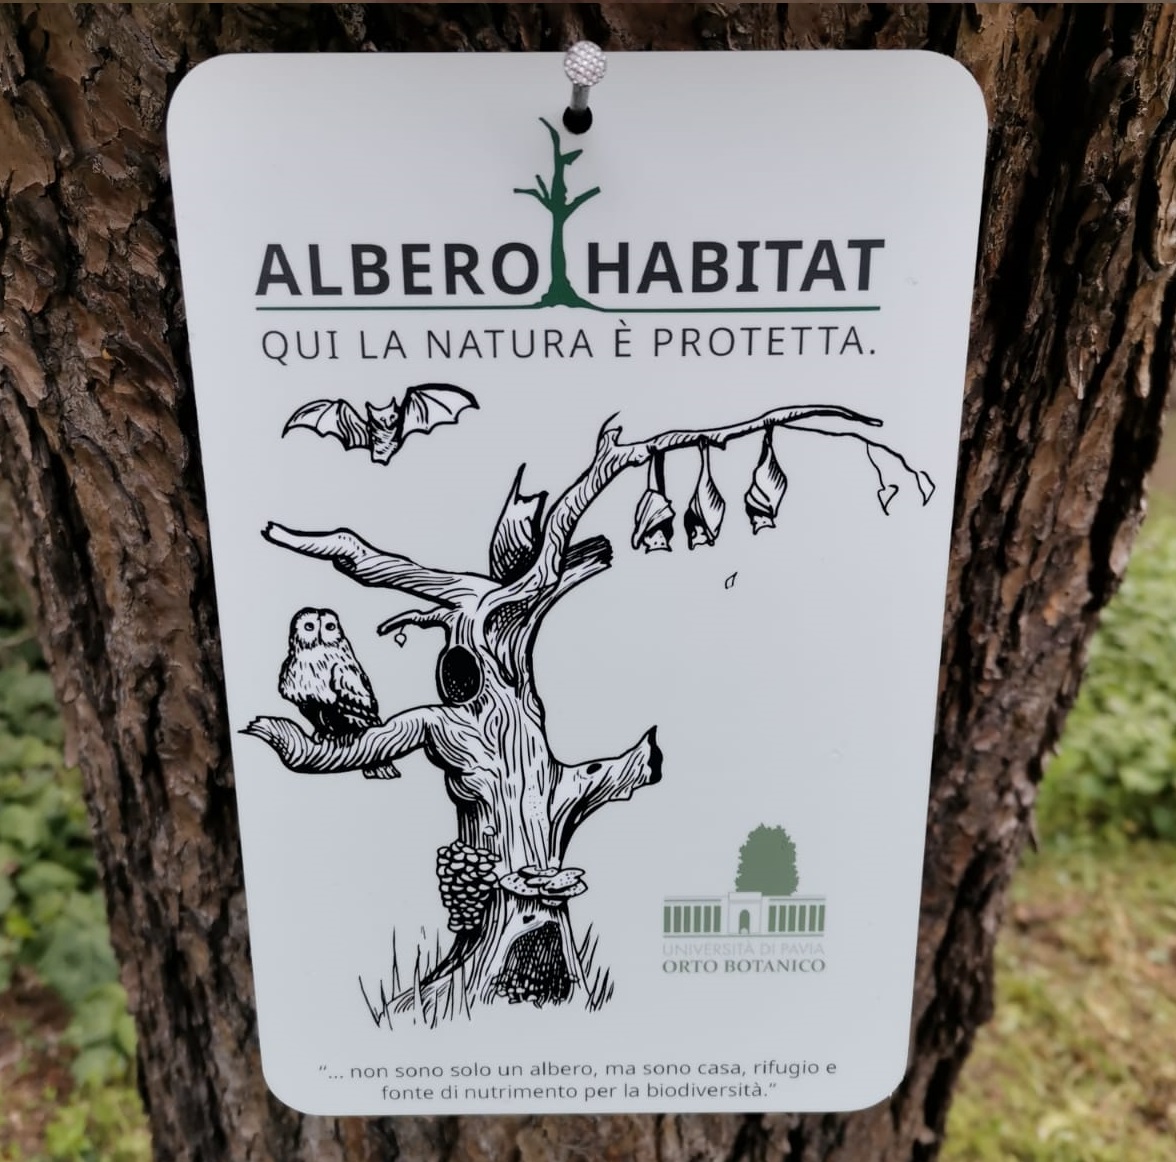 ALBERO HABITAT
QUI LA NATURA È PROTETTA.
UNIVERSITÀ DI PAVIA
ORTO BOTANICO
“... non sono solo un albero, ma sono casa, rifugio e
fonte di nutrimento per la biodiversità.”